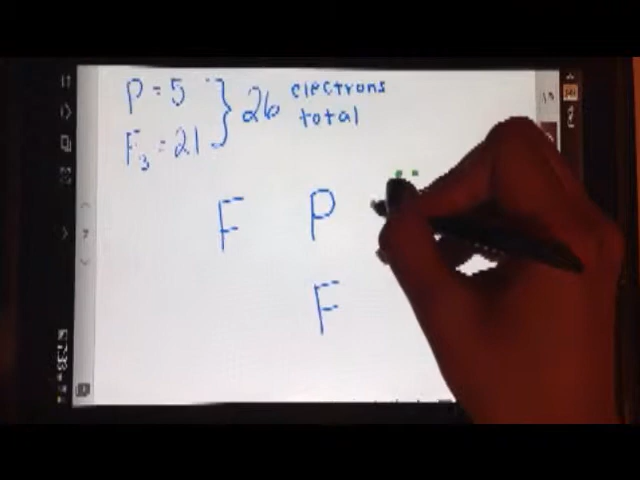 P = 5 } 26 electrons
F3 = 21 total
F P
F